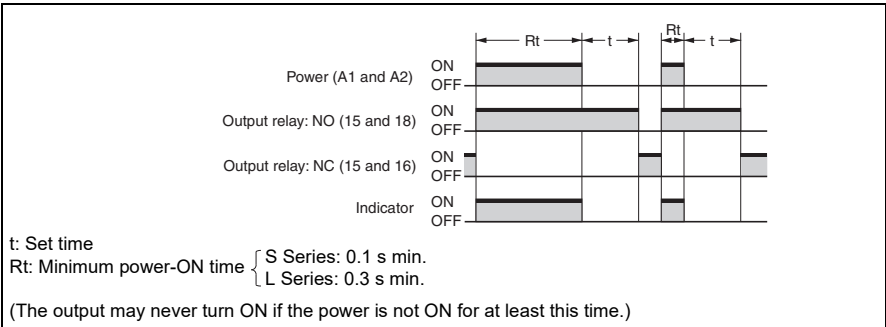 Rt t Rt t
Power (A1 and A2) ON
OFF
Output relay: NO (15 and 18) ON
OFF
Output relay: NC (15 and 16) ON
OFF
Indicator ON
OFF
t: Set time
Rt: Minimum power-ON time { S Series: 0.1 s min.
L Series: 0.3 s min.
(The output may never turn ON if the power is not ON for at least this time.)